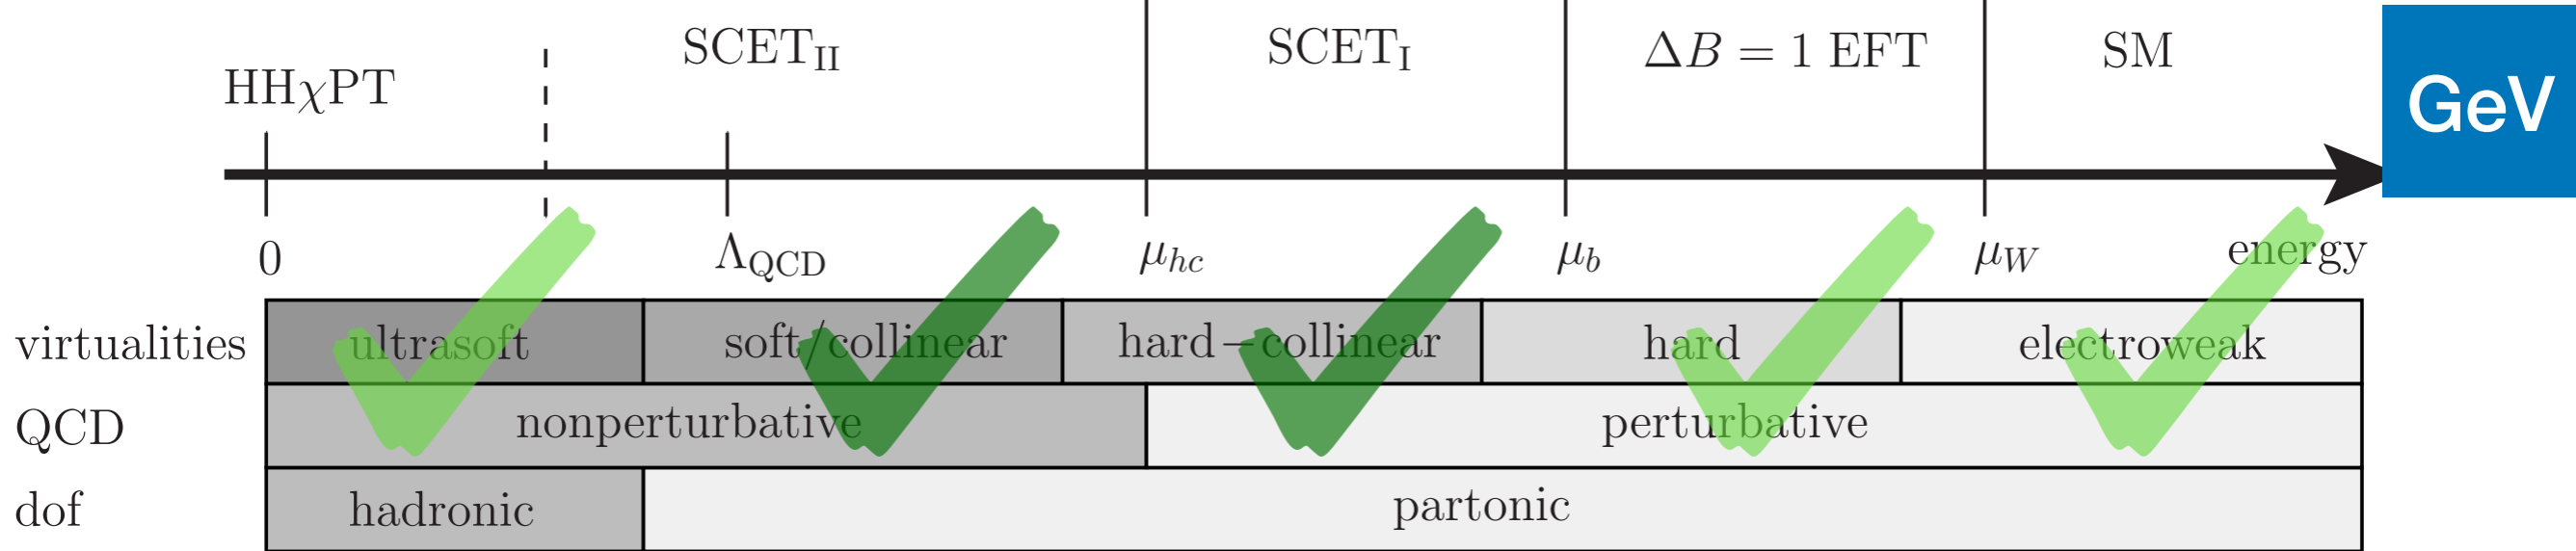 HHχPT SCET_II SCET_I ΔB = 1 EFT SM GeV
0 Λ_QCD μ_hc μ_b μ_W energy
virtualities ultrasoft soft/collinear hard–collinear hard electroweak
QCD nonperturbative perturbative
dof hadronic partonic